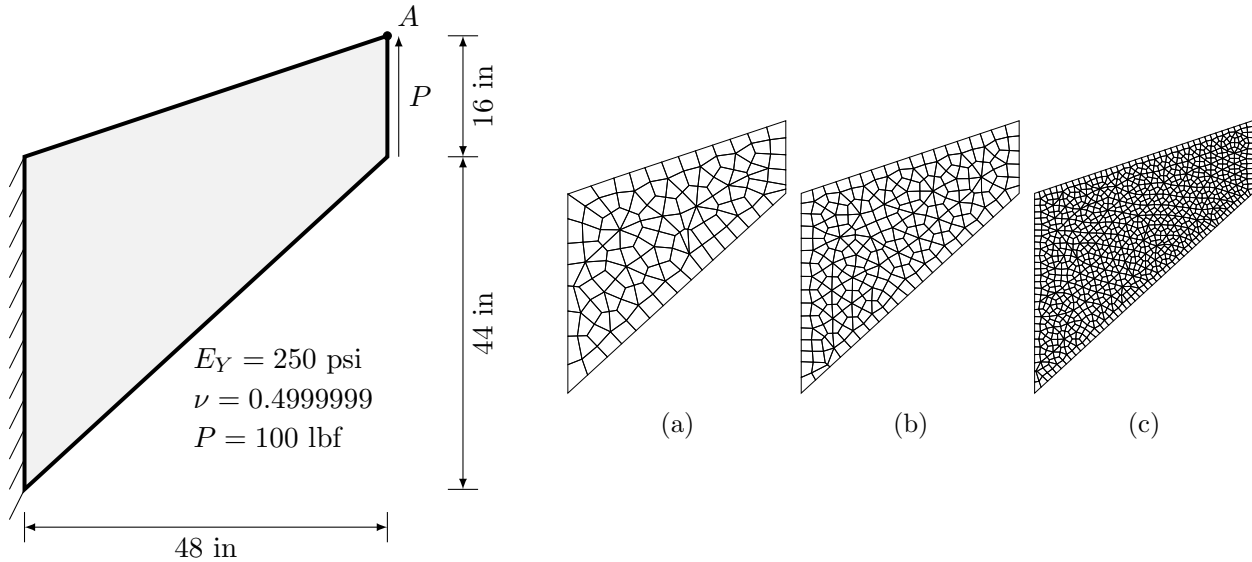 A
P
16 in
44 in
E_Y = 250 psi
ν = 0.4999999
P = 100 lbf
48 in
(a)
(b)
(c)